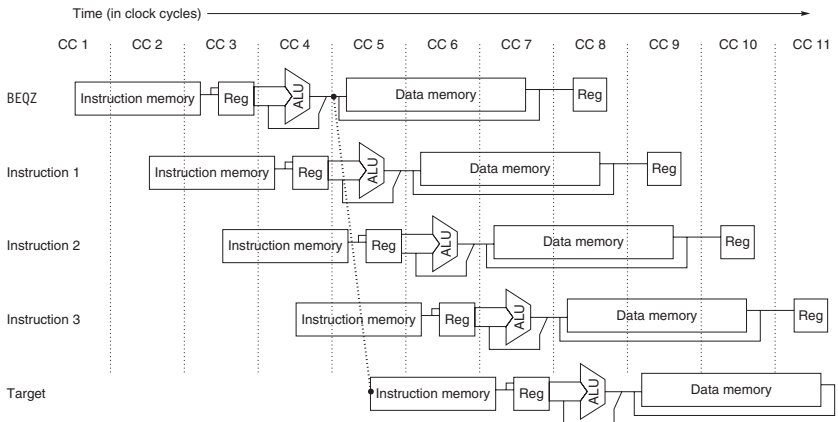 Time (in clock cycles)
CC 1 CC 2 CC 3 CC 4 CC 5 CC 6 CC 7 CC 8 CC 9 CC 10 CC 11
BEQZ Instruction memory Reg ALU Data memory Reg
Instruction 1 Instruction memory Reg ALU Data memory Reg
Instruction 2 Instruction memory Reg ALU Data memory Reg
Instruction 3 Instruction memory Reg ALU Data memory Reg
Target Instruction memory Reg ALU Data memory